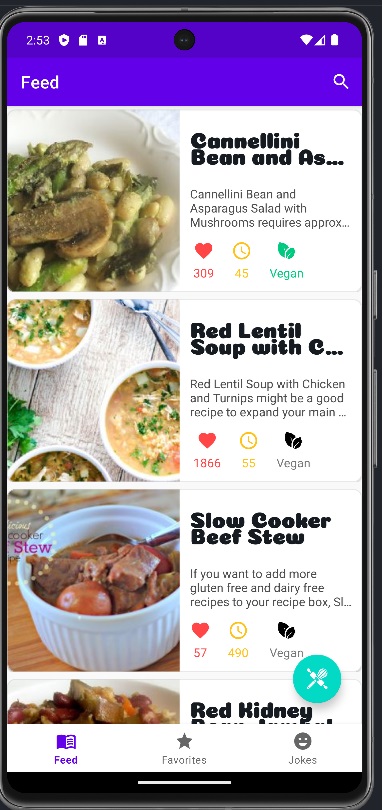 2:53
Feed
Cannellini
Bean and As...
Cannellini Bean and
Asparagus Salad with
Mushrooms requires approx...
309 45 Vegan
Red Lentil
Soup with C...
Red Lentil Soup with Chicken
and Turnips might be a good
recipe to expand your main ...
1866 55 Vegan
Slow Cooker
Beef Stew
cooker
Stew
If you want to add more
gluten free and dairy free
recipes to your recipe box, Sl...
57 490 Vegan
Red Kidney
Feed Favorites Jokes